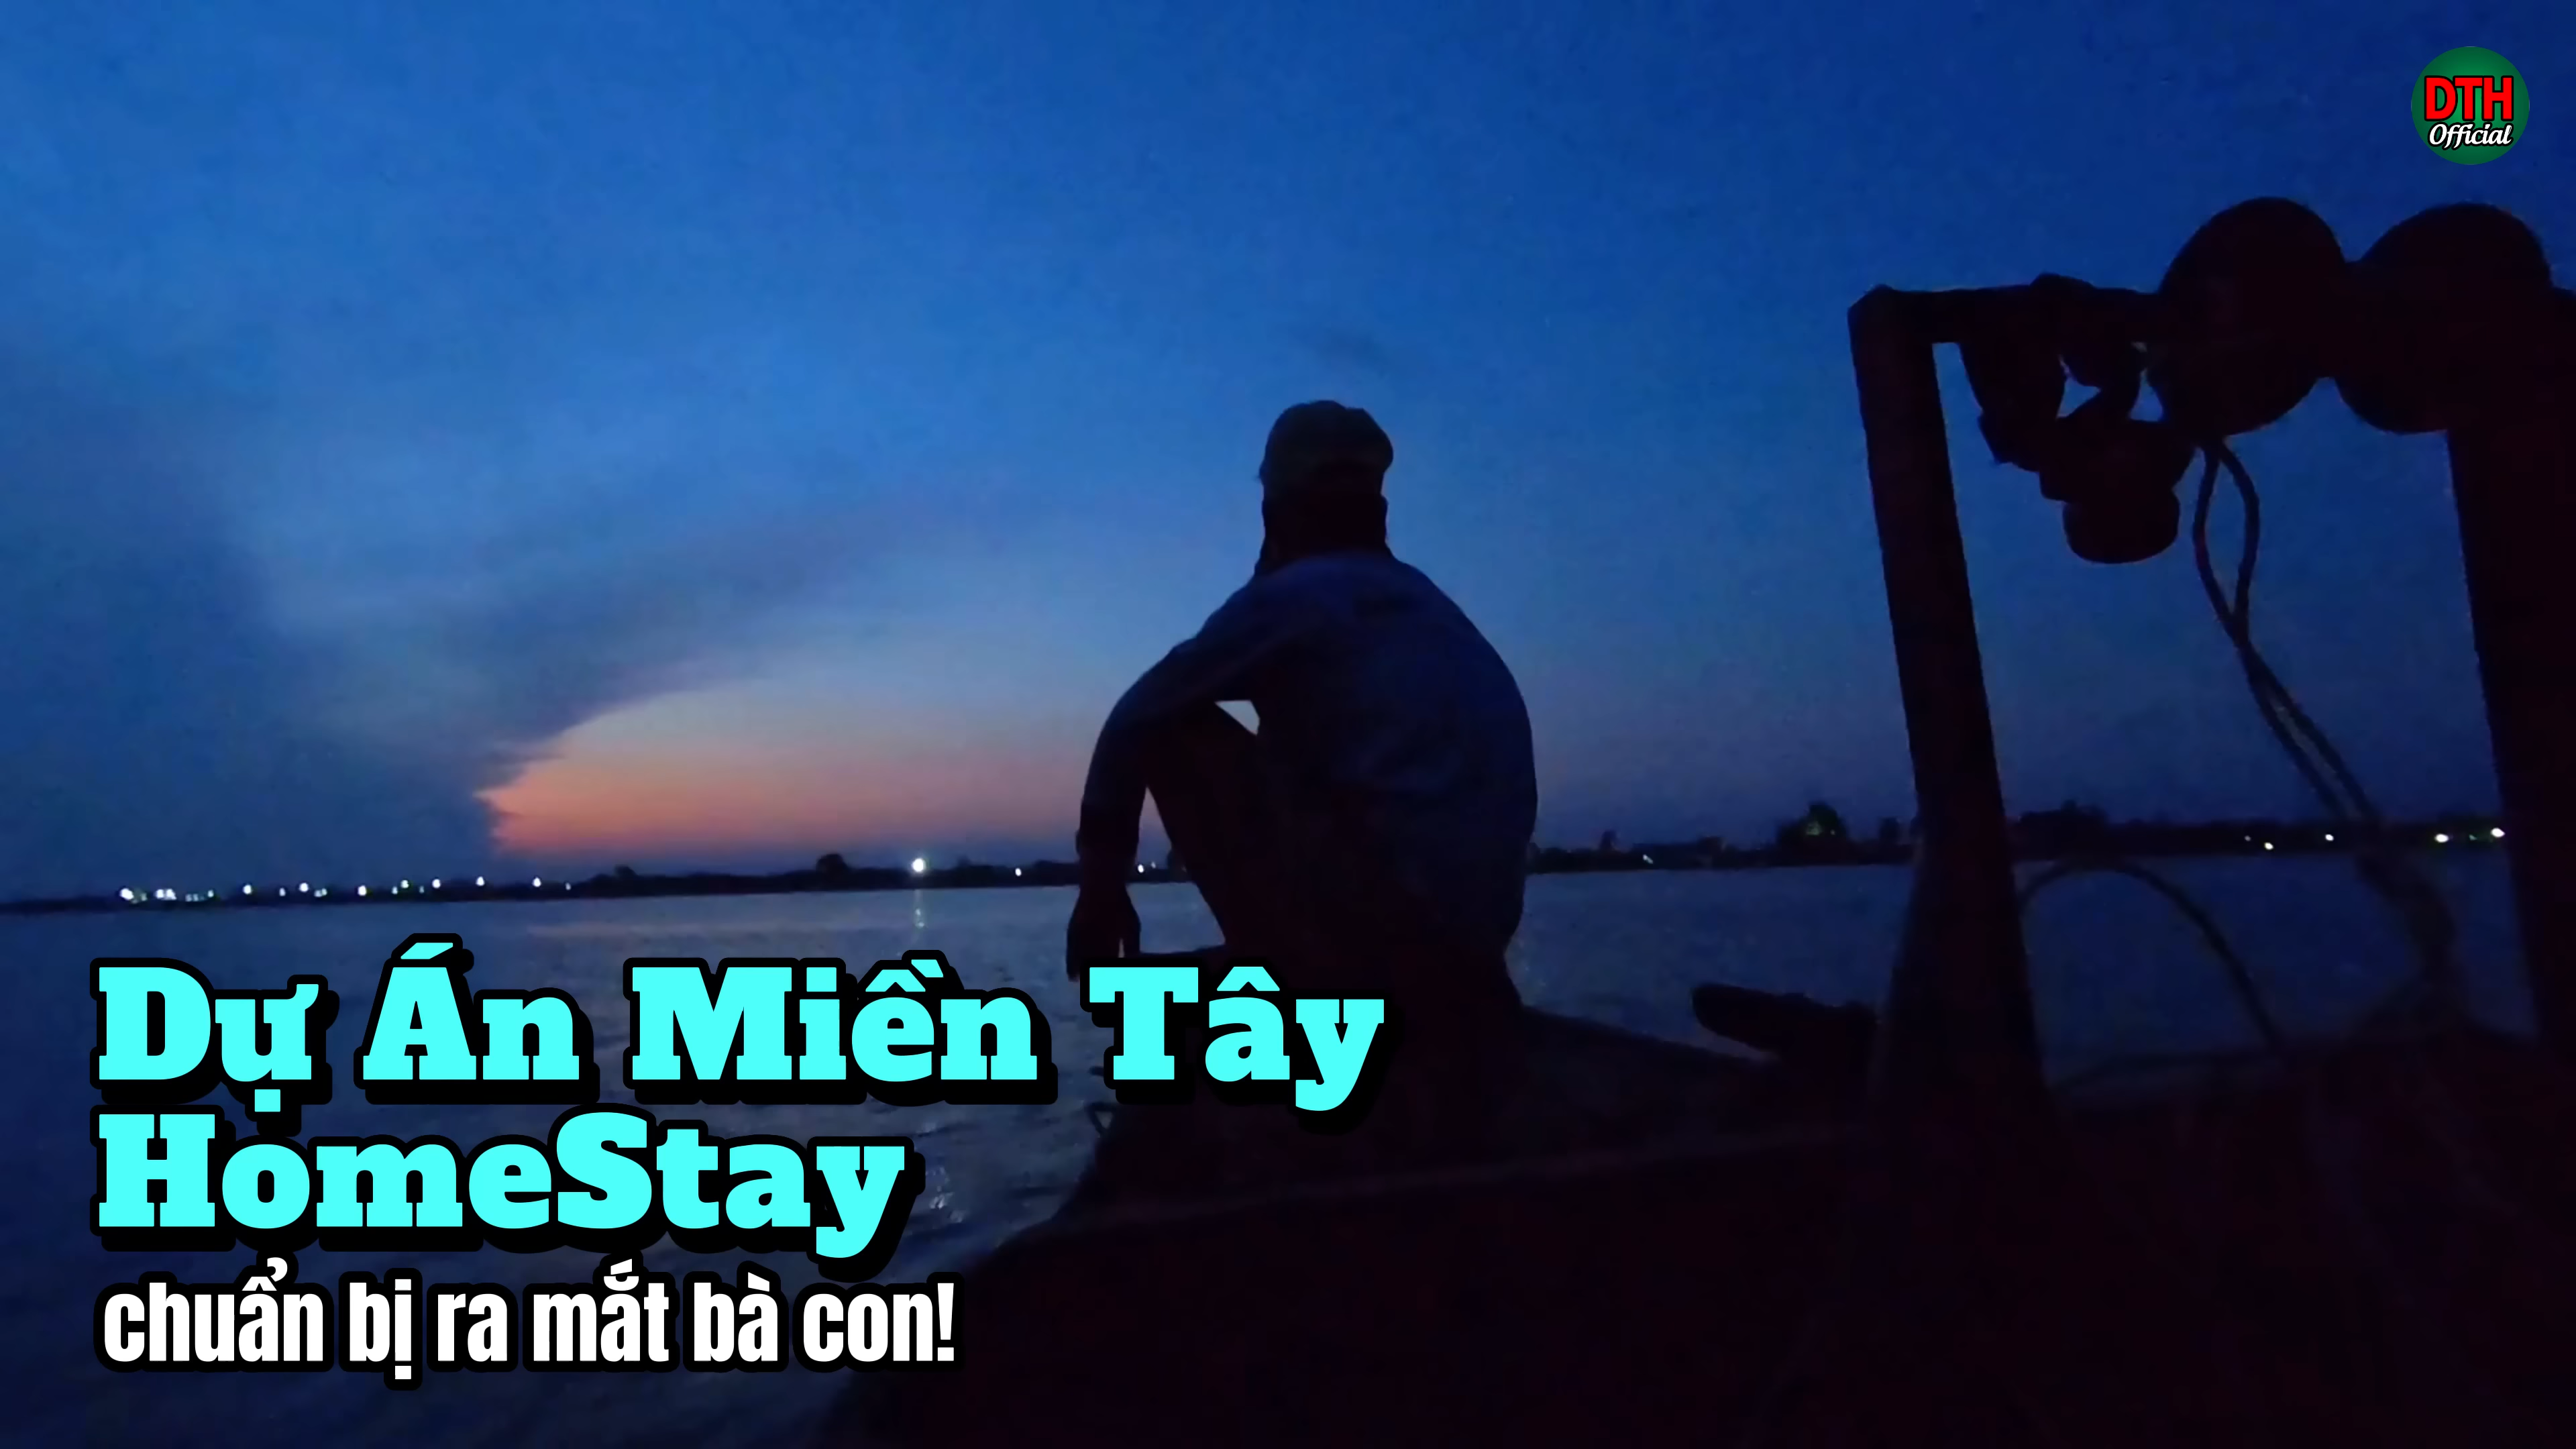 DTH
Official
Dự Án Miền Tây
HomeStay
chuẩn bị ra mắt bà con!